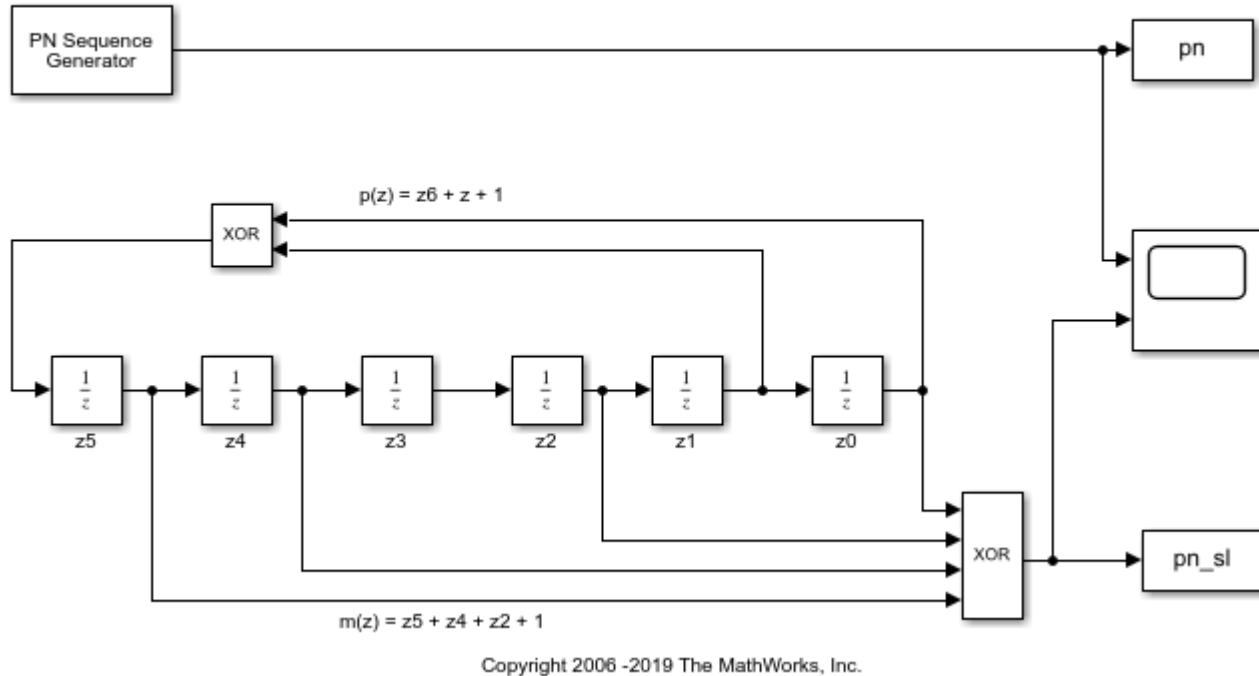 PN Sequence
Generator
pn
p(z) = z6 + z + 1
XOR
1
z
1
z
1
z
1
z
1
z
1
z
z5
z4
z3
z2
z1
z0
XOR
pn_sl
m(z) = z5 + z4 + z2 + 1
Copyright 2006 -2019 The MathWorks, Inc.